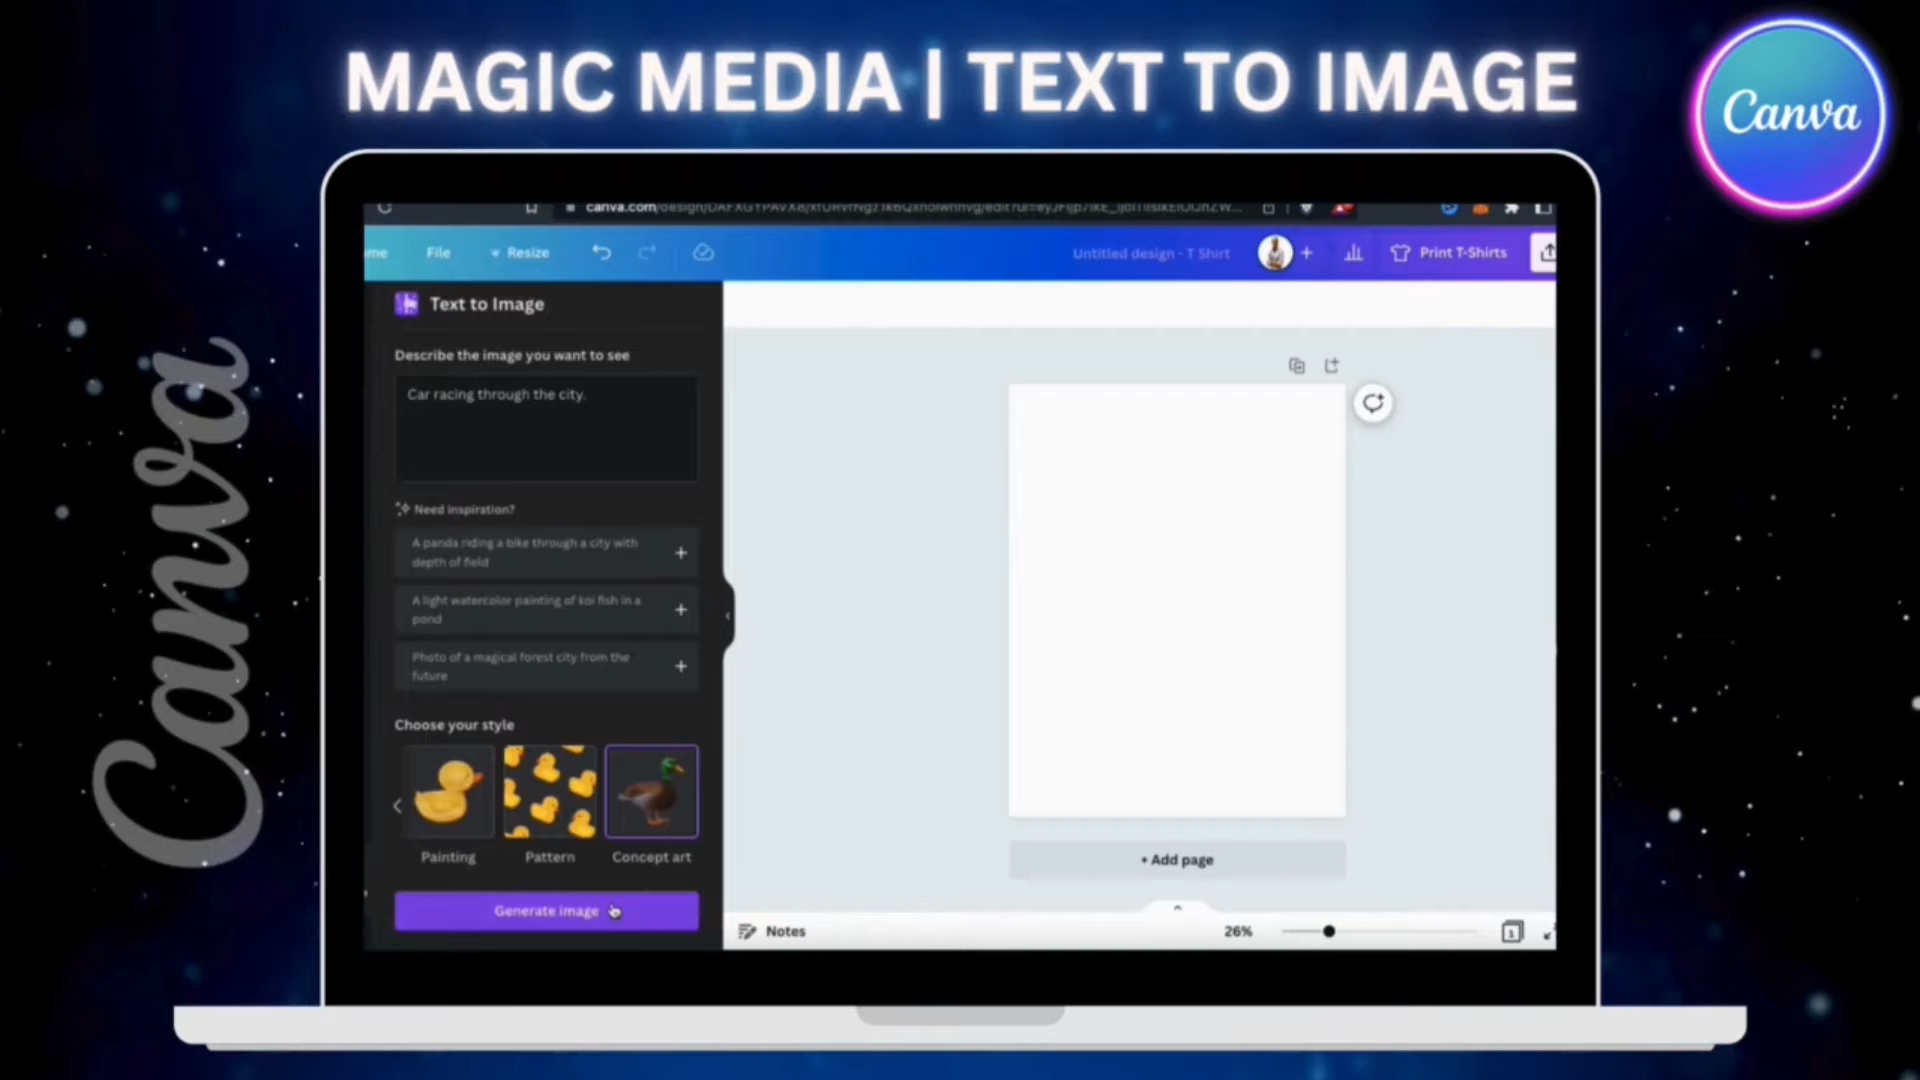 MAGIC MEDIA | TEXT TO IMAGE
Canva
Canva
File
Resize
Untitled design - T Shirt
+
Print T-Shirts
Text to Image
Describe the image you want to see
Car racing through the city.
Need inspiration?
A panda riding a bike through a city with
depth of field
+
A light watercolor painting of koi fish in a
pond
+
Photo of a magical forest city from the
future
+
Choose your style
Painting
Pattern
Concept art
Generate image
+ Add page
Notes
26%
1